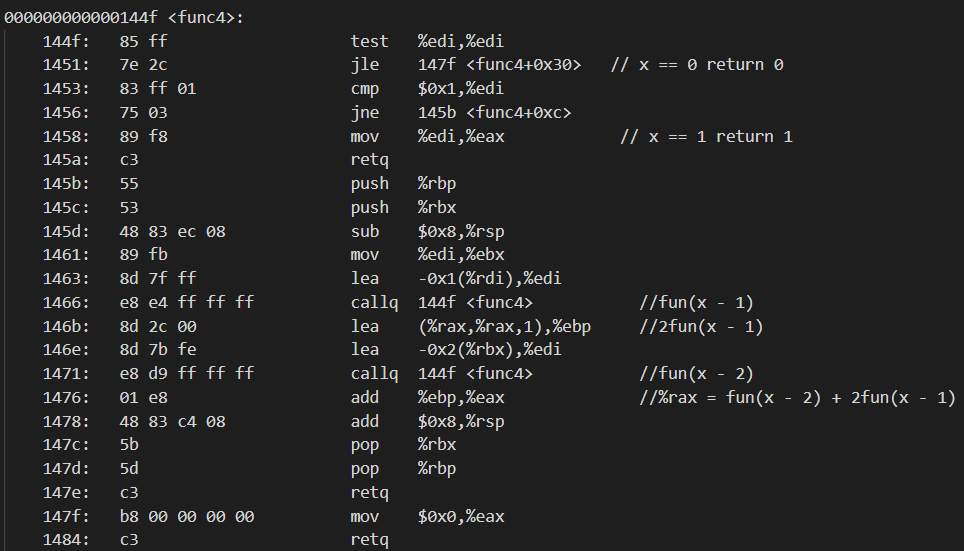 000000000000144f <func4>:
144f: 85 ff test %edi,%edi
1451: 7e 2c jle 147f <func4+0x30> // x == 0 return 0
1453: 83 ff 01 cmp $0x1,%edi
1456: 75 03 jne 145b <func4+0xc>
1458: 89 f8 mov %edi,%eax // x == 1 return 1
145a: c3 retq
145b: 55 push %rbp
145c: 53 push %rbx
145d: 48 83 ec 08 sub $0x8,%rsp
1461: 89 fb mov %edi,%ebx
1463: 8d 7f ff lea -0x1(%rdi),%edi
1466: e8 e4 ff ff ff callq 144f <func4> //fun(x - 1)
146b: 8d 2c 00 lea (%rax,%rax,1),%ebp //2fun(x - 1)
146e: 8d 7b fe lea -0x2(%rbx),%edi
1471: e8 d9 ff ff ff callq 144f <func4> //fun(x - 2)
1476: 01 e8 add %ebp,%eax //%rax = fun(x - 2) + 2fun(x - 1)
1478: 48 83 c4 08 add $0x8,%rsp
147c: 5b pop %rbx
147d: 5d pop %rbp
147e: c3 retq
147f: b8 00 00 00 00 mov $0x0,%eax
1484: c3 retq